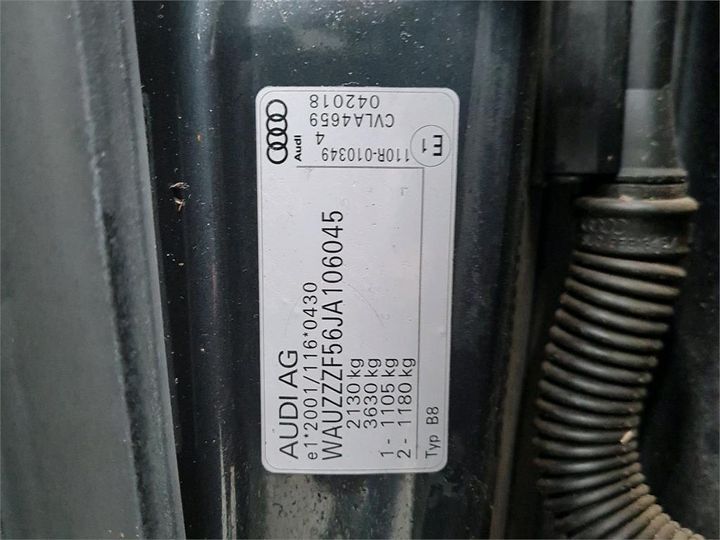 AUDI AG
e1*2001/116*0430
WAUZZZF56JA106045
2130 kg
3630 kg
1- 1105 kg
2- 1180 kg
Typ B8
Audi
110R-010349
4
E1
CVLA4659
042018